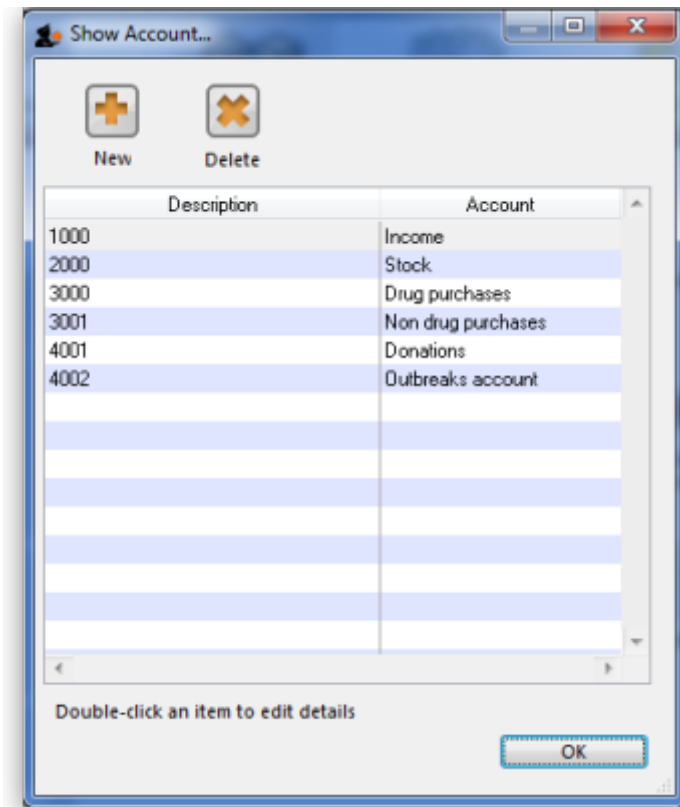 Show Account...
New Delete
Description Account
1000 Income
2000 Stock
3000 Drug purchases
3001 Non drug purchases
4001 Donations
4002 Outbreaks account
Double-click an item to edit details
OK